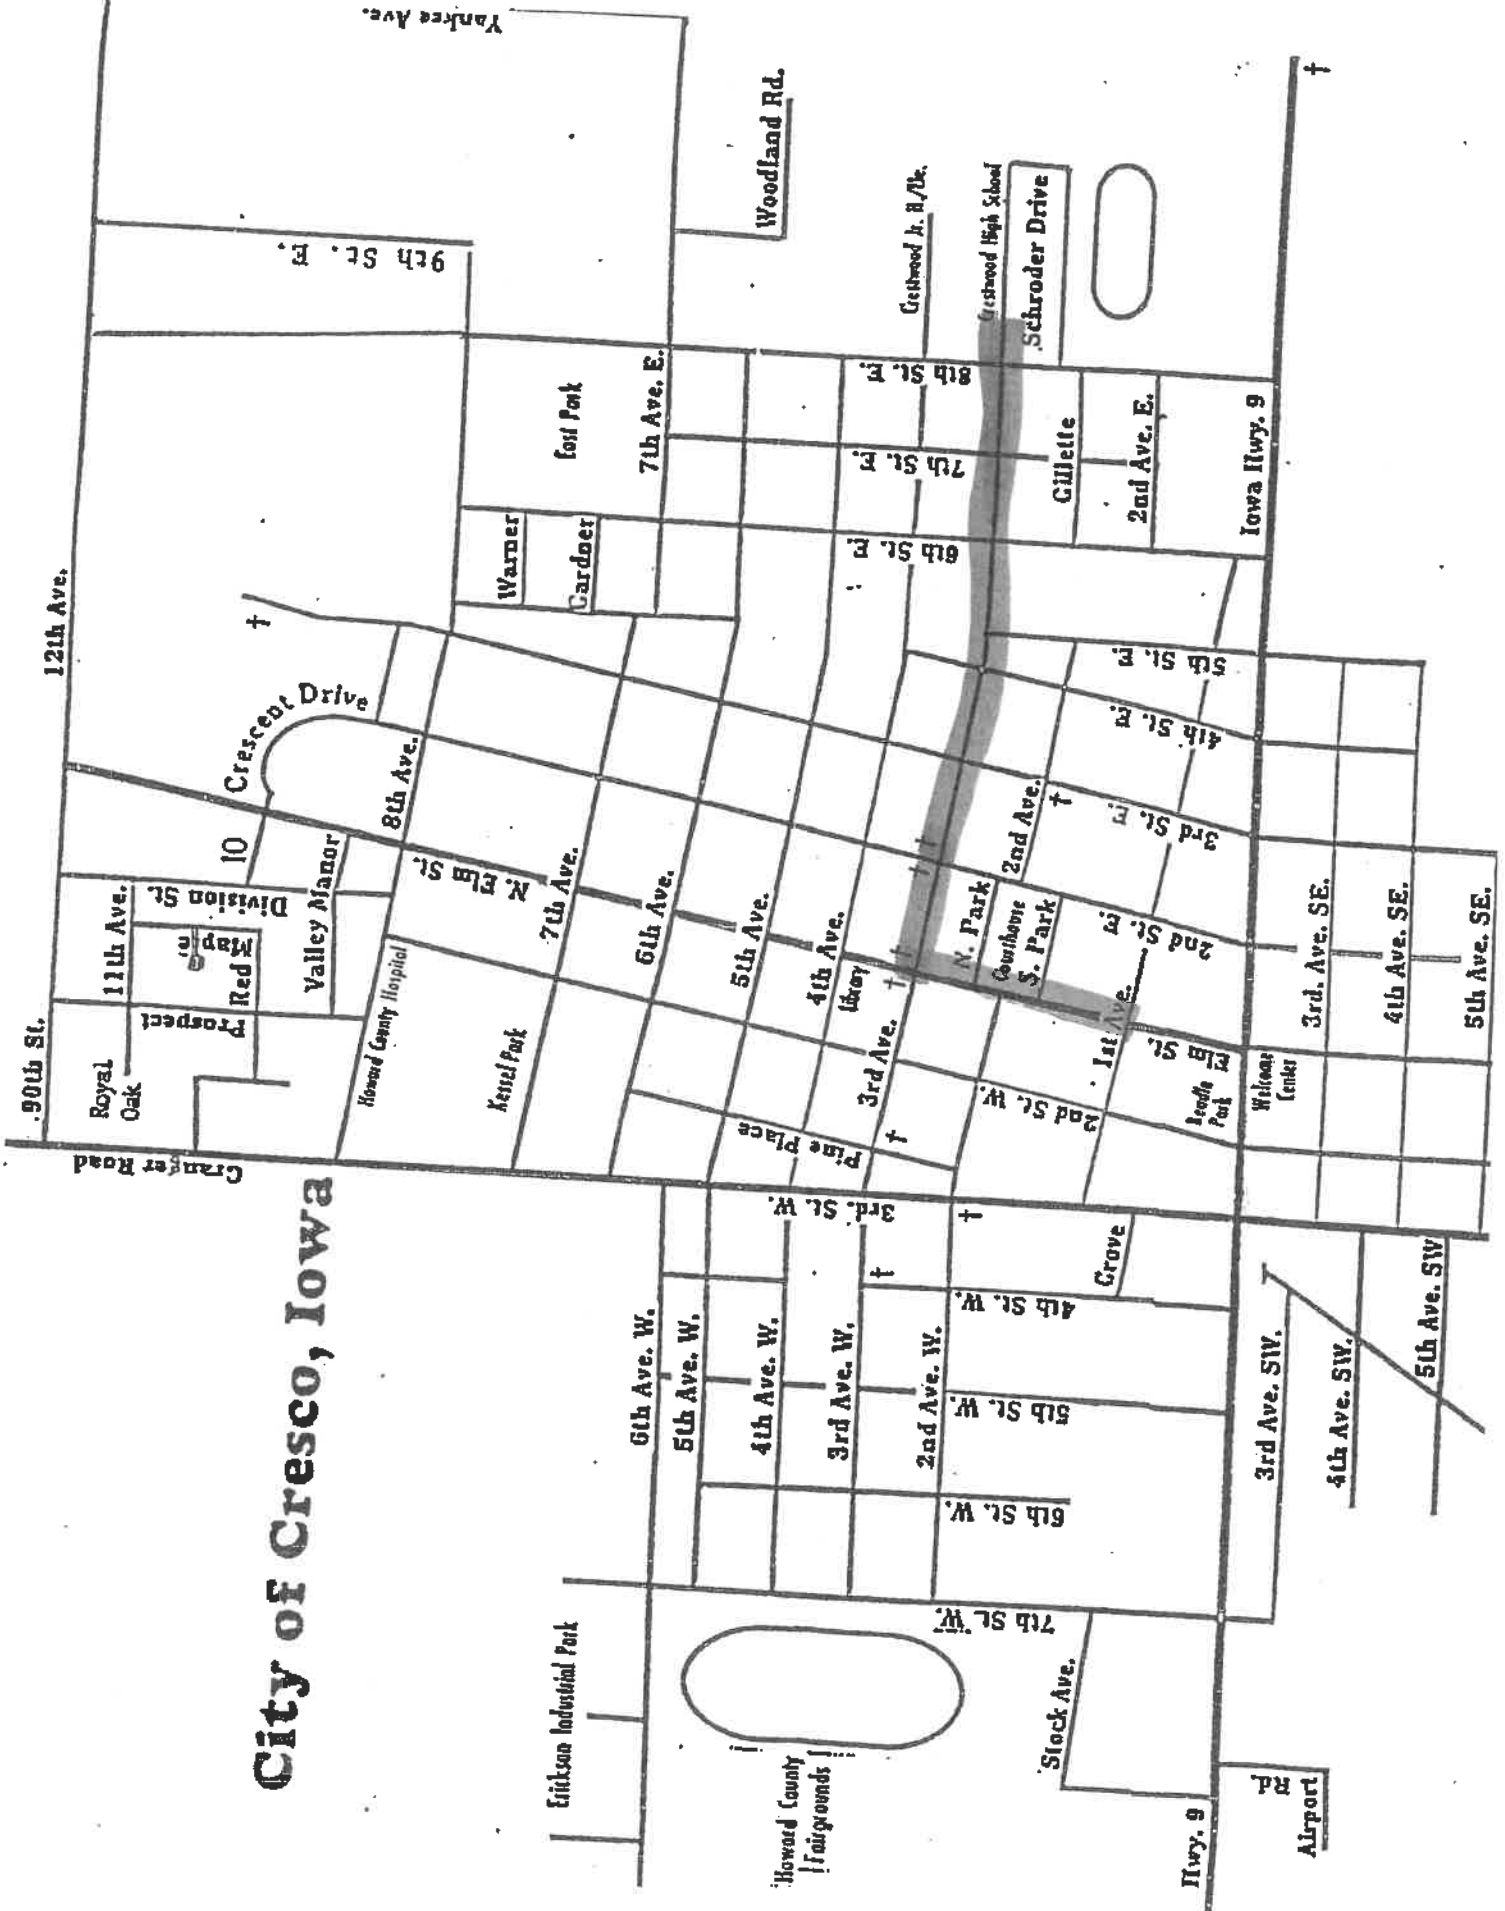 City of Cresco, Iowa
Yankee Ave.
12th Ave.
9th St. E.
Woodland Rd.
Crestwood High School
Schroder Drive
8th St. E.
East Park
7th Ave. E.
7th St. E.
Gillette
2nd Ave. E.
Iowa Hwy. 9
Warner
Gardner
6th St. E.
5th St. E.
4th St. E.
3rd St. E.
2nd St. E.
Crescent Drive
10
8th Ave.
N. Elm St.
7th Ave.
6th Ave.
5th Ave.
4th Ave.
Library
3rd Ave.
2nd Ave.
N. Park
Courthouse
S. Park
1st Ave.
Elm St.
Division St.
Valley Manor
11th Ave.
Red
Prospect
90th St.
Royal
Oak
Howard County Hospital
Kessel Park
Granger Road
Pine Place
2nd St. W.
Beadle
Park
Welcome
Center
3rd. Ave. SE.
4th Ave. SE.
5th Ave. SE.
3rd. St. W.
Grove
4th St. W.
5th St. W.
6th St. W.
7th St. W.
6th Ave. W.
5th Ave. W.
4th Ave. W.
3rd Ave. W.
2nd Ave. W.
3rd Ave. SW.
4th Ave. SW.
5th Ave. SW
Erickson Industrial Park
Howard County
Fairgrounds
Stock Ave.
Hwy. 9
Airport
Rd.